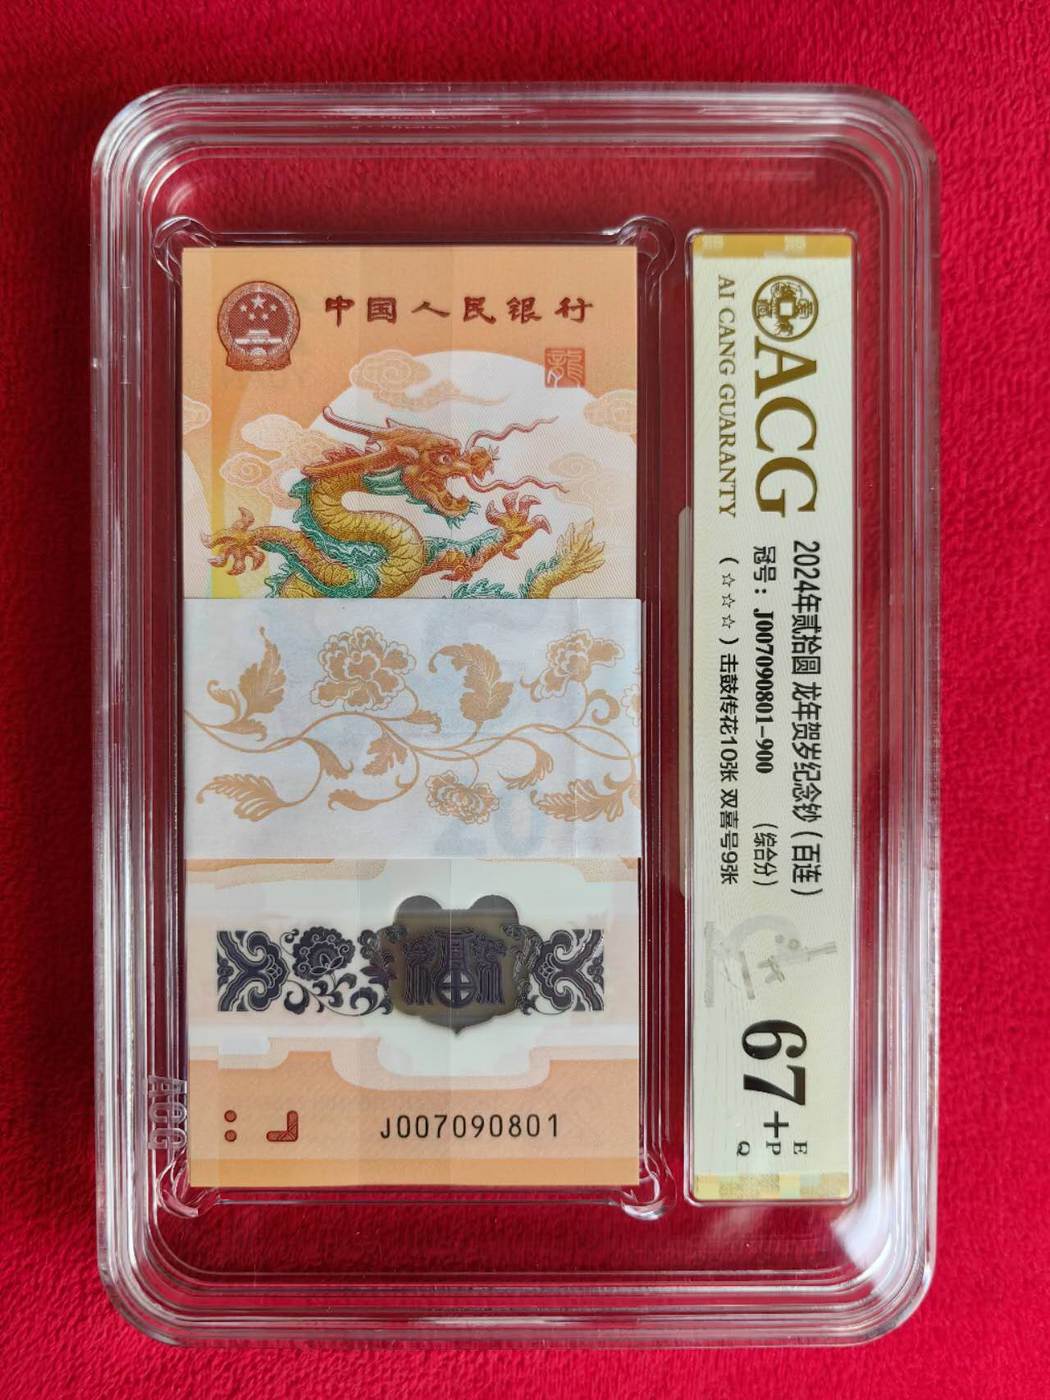 中国人民银行
龍
J007090801
ACG
AI CANG GUARANTY
2024年贰拾圆 龙年贺岁纪念钞（百连）
冠号：J007090801-900 （综合分）
（☆☆☆）击鼓传花10张 双喜号9张
67+
E
P
Q
ACG